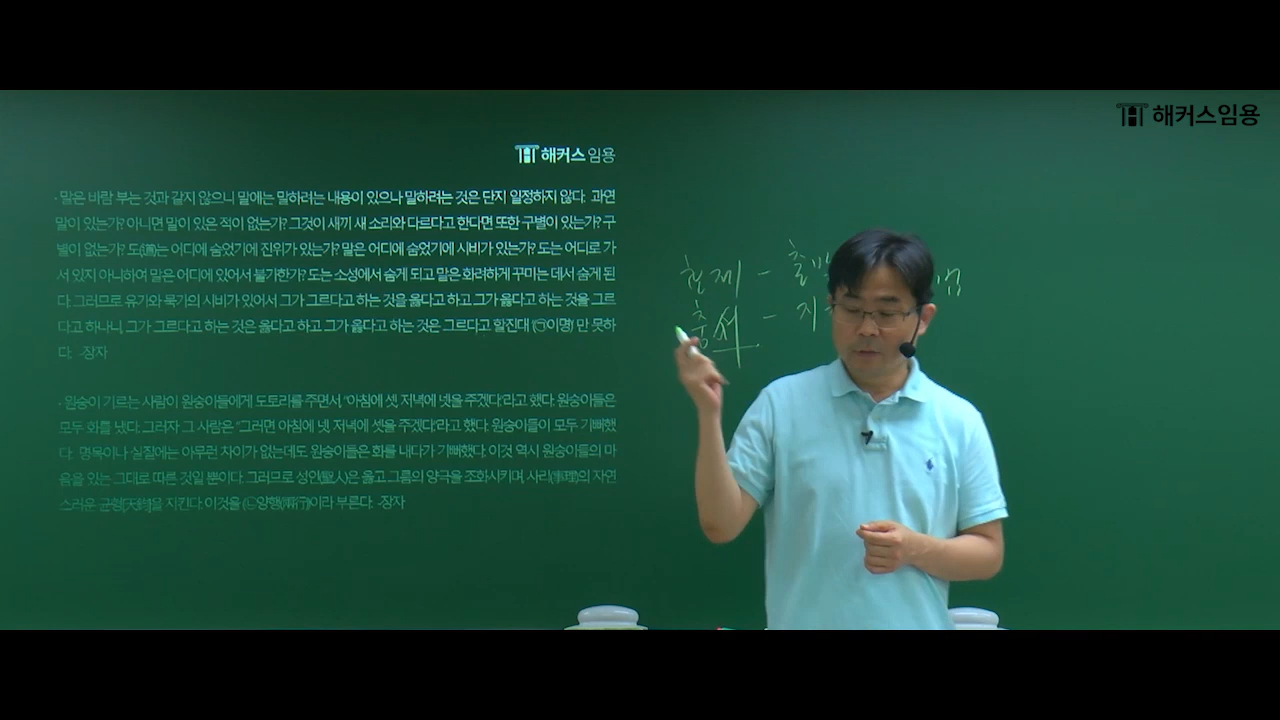 해커스임용
해커스 임용
· 말은 바람 부는 것과 같지 않으니 말에는 말하려는 내용이 있으나 말하려는 것은 단지 일정하지 않다. 과연
말이 있는가? 아니면 말이 있은 적이 없는가? 그것이 새끼 새 소리와 다르다고 한다면 또한 구별이 있는가? 구
별이 없는가? 도(道)는 어디에 숨었기에 진위가 있는가? 말은 어디에 숨었기에 시비가 있는가? 도는 어디로 가
서 있지 아니하며 말은 어디에 있어서 불가한가? 도는 소성에서 숨게 되고 말은 화려하게 꾸미는 데서 숨게 된
다. 그러므로 유가와 묵가의 시비가 있어서 그가 그르다고 하는 것을 옳다고 하고 그가 옳다고 하는 것을 그르
다고 하나니, 그가 그르다고 하는 것은 옳다고 하고 그가 옳다고 하는 것은 그르다고 할진대 (㉠이명) 만 못하
다. -장자
· 원숭이 기르는 사람이 원숭이들에게 도토리를 주면서, "아침에 셋, 저녁에 넷을 주겠다"라고 했다. 원숭이들은
모두 화를 냈다. 그러자 그 사람은 "그러면 아침에 넷, 저녁에 셋을 주겠다"라고 했다. 원숭이들이 모두 기뻐했
다. 명목이나 실질에는 아무런 차이가 없는데도 원숭이들은 화를 내다가 기뻐했다. 이것 역시 원숭이들의 마
음을 있는 그대로 따른 것일 뿐이다. 그러므로 성인(聖人)은 옳고 그름의 양극을 조화시키며, 사리(事理)의 자연
스러운 균형[天鈞]을 지킨다. 이것을 (㉡양행(兩行))이라 부른다. -장자